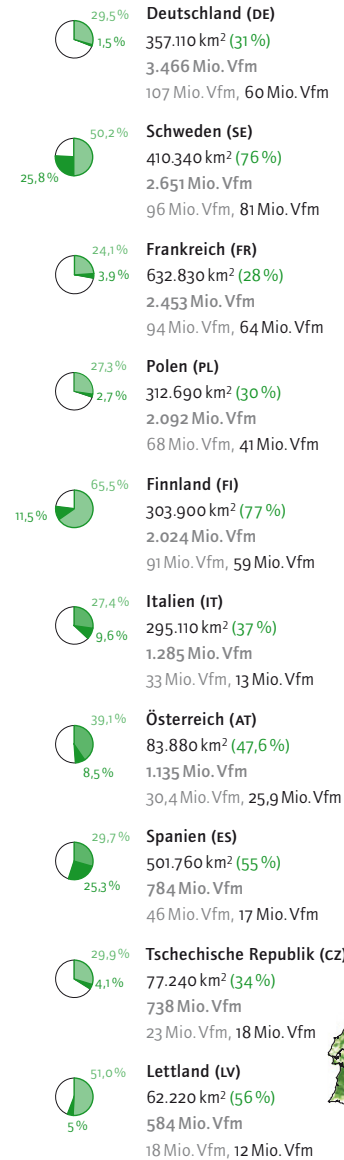 29,5 %
1,5 %
Deutschland (DE)
357.110 km² (31 %)
3.466 Mio. Vfm
107 Mio. Vfm, 60 Mio. Vfm
50,2 %
25,8 %
Schweden (SE)
410.340 km² (76 %)
2.651 Mio. Vfm
96 Mio. Vfm, 81 Mio. Vfm
24,1 %
3,9 %
Frankreich (FR)
632.830 km² (28 %)
2.453 Mio. Vfm
94 Mio. Vfm, 64 Mio. Vfm
27,3 %
2,7 %
Polen (PL)
312.690 km² (30 %)
2.092 Mio. Vfm
68 Mio. Vfm, 41 Mio. Vfm
65,5 %
11,5 %
Finnland (FI)
303.900 km² (77 %)
2.024 Mio. Vfm
91 Mio. Vfm, 59 Mio. Vfm
27,4 %
9,6 %
Italien (IT)
295.110 km² (37 %)
1.285 Mio. Vfm
33 Mio. Vfm, 13 Mio. Vfm
39,1 %
8,5 %
Österreich (AT)
83.880 km² (47,6 %)
1.135 Mio. Vfm
30,4 Mio. Vfm, 25,9 Mio. Vfm
29,7 %
25,3 %
Spanien (ES)
501.760 km² (55 %)
784 Mio. Vfm
46 Mio. Vfm, 17 Mio. Vfm
29,9 %
4,1 %
Tschechische Republik (CZ)
77.240 km² (34 %)
738 Mio. Vfm
23 Mio. Vfm, 18 Mio. Vfm
51,0 %
5 %
Lettland (LV)
62.220 km² (56 %)
584 Mio. Vfm
18 Mio. Vfm, 12 Mio. Vfm